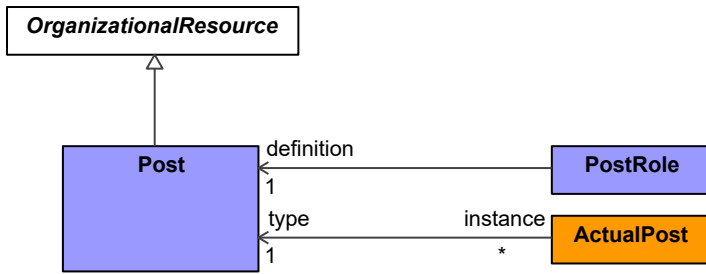 OrganizationalResource
Post
definition
1
PostRole
type
1
instance
*
ActualPost